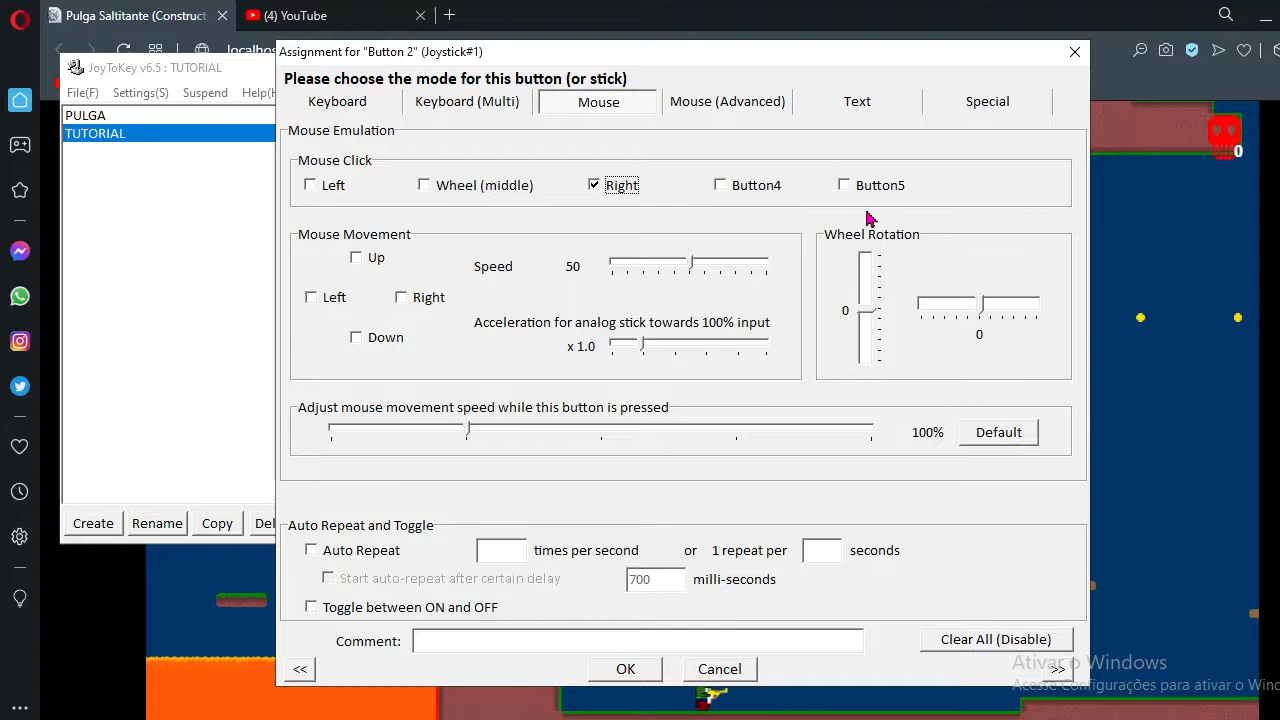 Pulga Saltitante (Construct
(4) YouTube
localhos
JoyToKey v6.5 : TUTORIAL
File(F) Settings(S) Suspend Help(H
PULGA
TUTORIAL
Create Rename Copy Del
Assignment for "Button 2" (Joystick#1)
Please choose the mode for this button (or stick)
Keyboard Keyboard (Multi) Mouse Mouse (Advanced) Text Special
Mouse Emulation
Mouse Click
Left Wheel (middle) Right Button4 Button5
Mouse Movement
Wheel Rotation
Up
Speed 50
Left Right
0
Acceleration for analog stick towards 100% input
Down
x 1.0
0
Adjust mouse movement speed while this button is pressed
100% Default
Auto Repeat and Toggle
Auto Repeat times per second or 1 repeat per seconds
Start auto-repeat after certain delay 700 milli-seconds
Toggle between ON and OFF
Comment: Clear All (Disable)
<< OK Cancel >>
0
Ativar o Windows
Acesse Configurações para ativar o Winc